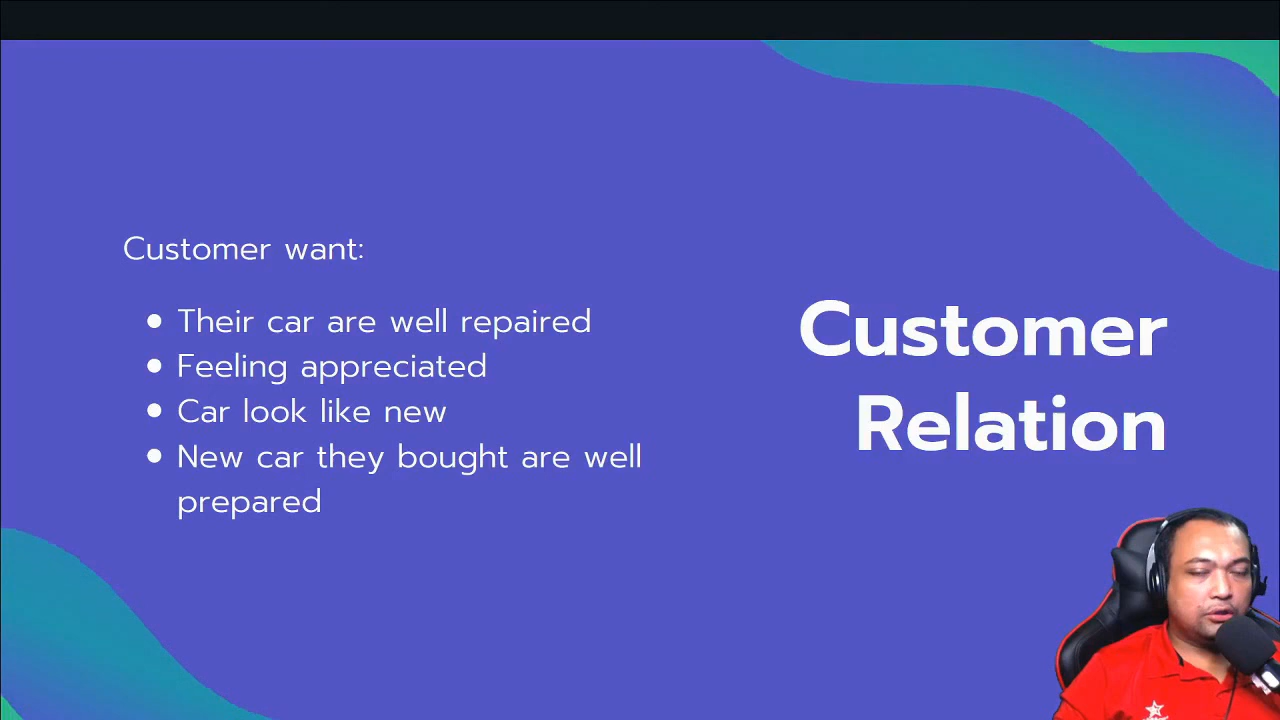 Customer want:
Their car are well repaired
Feeling appreciated
Car look like new
New car they bought are well
prepared
Customer
Relation